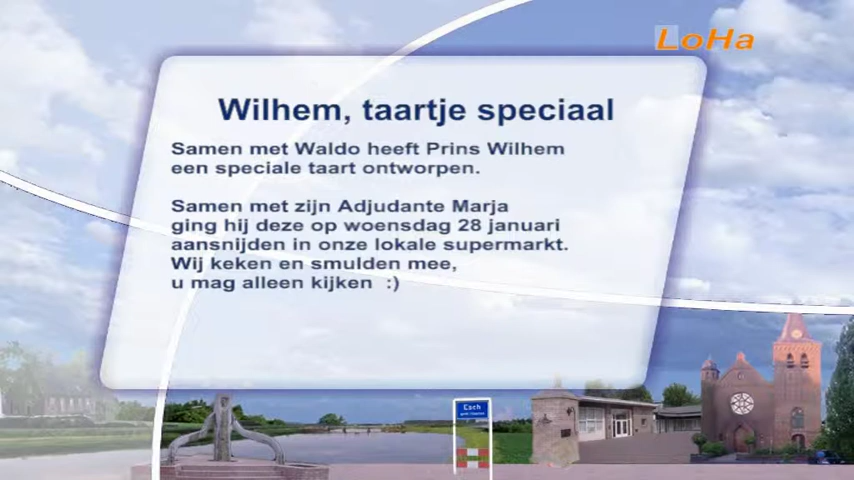 LoHa
Wilhem, taartje speciaal
Samen met Waldo heeft Prins Wilhem
een speciale taart ontworpen.
Samen met zijn Adjudante Marja
ging hij deze op woensdag 28 januari
aansnijden in onze lokale supermarkt.
Wij keken en smulden mee,
u mag alleen kijken :)
Esch